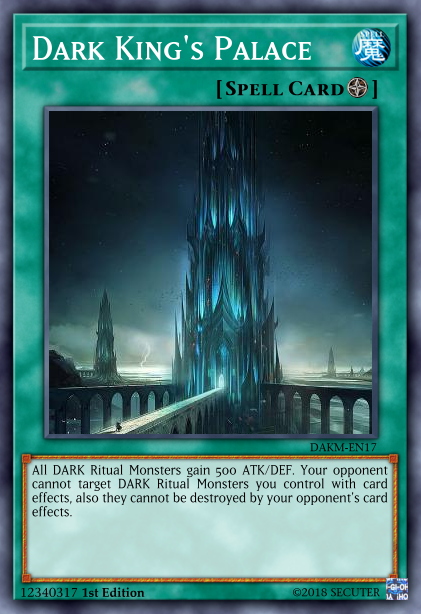 DARK KING'S PALACE
魔
[SPELL CARD]
DAKM-EN17
All DARK Ritual Monsters gain 500 ATK/DEF. Your opponent
cannot target DARK Ritual Monsters you control with card
effects, also they cannot be destroyed by your opponent's card
effects.
12340317 1st Edition
©2018 SECUTER